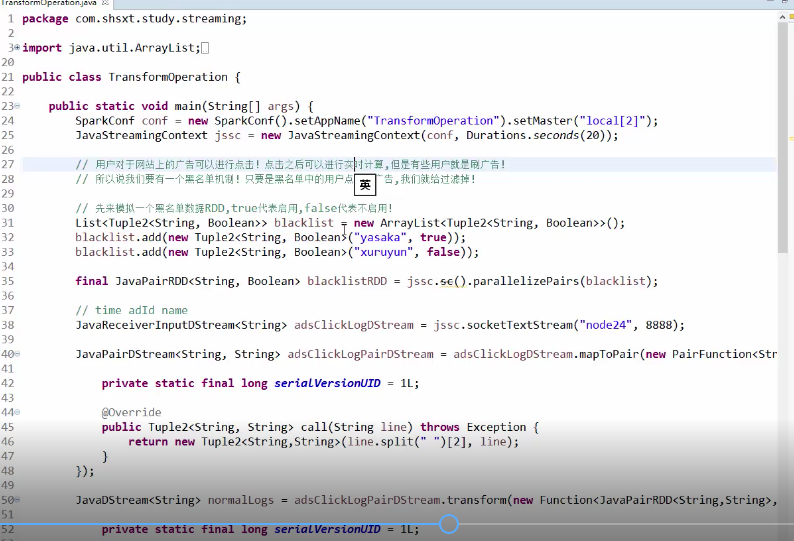 TransformOperation.java
1 package com.shsxt.study.streaming;
2
3 import java.util.ArrayList;
20
21 public class TransformOperation {
22
23 public static void main(String[] args) {
24 SparkConf conf = new SparkConf().setAppName("TransformOperation").setMaster("local[2]");
25 JavaStreamingContext jssc = new JavaStreamingContext(conf, Durations.seconds(20));
26
27 // 用户对于网站上的广告可以进行点击！点击之后可以进行实时计算,但是有些用户就是刷广告！
28 // 所以说我们要有一个黑名单机制！只要是黑名单中的用户点 广告,我们就给过滤掉！
英
29
30 // 先来模拟一个黑名单数据RDD,true代表启用,false代表不启用！
31 List<Tuple2<String, Boolean>> blacklist = new ArrayList<Tuple2<String, Boolean>>();
32 blacklist.add(new Tuple2<String, Boolean>("yasaka", true));
33 blacklist.add(new Tuple2<String, Boolean>("xuruyun", false));
34
35 final JavaPairRDD<String, Boolean> blacklistRDD = jssc.sc().parallelizePairs(blacklist);
36
37 // time adId name
38 JavaReceiverInputDStream<String> adsClickLogDStream = jssc.socketTextStream("node24", 8888);
39
40 JavaPairDStream<String, String> adsClickLogPairDStream = adsClickLogDStream.mapToPair(new PairFunction<Str
41
42 private static final long serialVersionUID = 1L;
43
44 @Override
45 public Tuple2<String, String> call(String line) throws Exception {
46 return new Tuple2<String,String>(line.split(" ")[2], line);
47 }
48 });
49
50 JavaDStream<String> normalLogs = adsClickLogPairDStream.transform(new Function<JavaPairRDD<String,String>,
51
52 private static final long serialVersionUID = 1L;